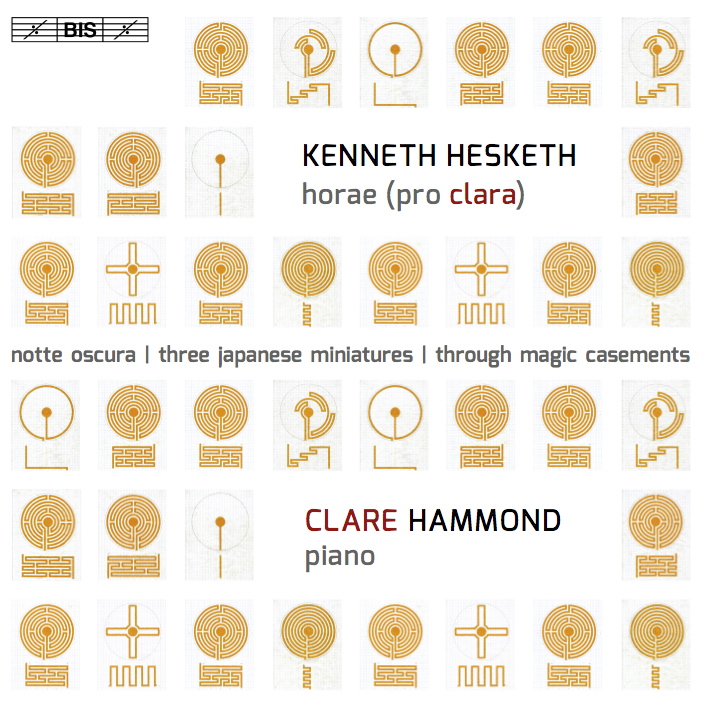 BIS
KENNETH HESKETH
horae (pro clara)
notte oscura | three japanese miniatures | through magic casements
CLARE HAMMOND
piano